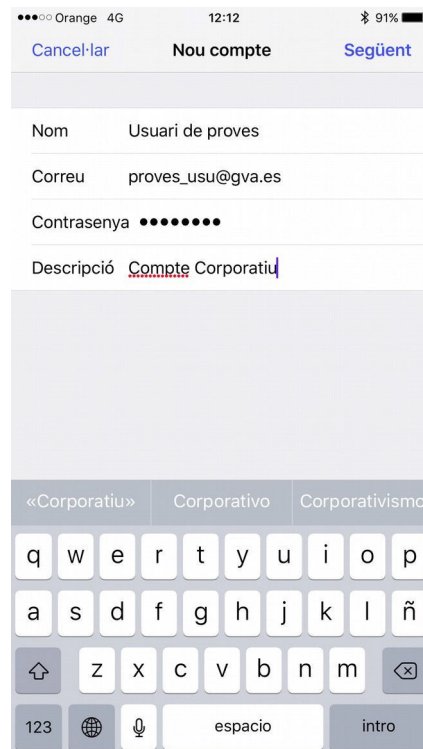 Orange 4G 12:12 91%
Cancel·lar Nou compte Següent
Nom Usuari de proves
Correu proves_usu@gva.es
Contrasenya ●●●●●●●●
Descripció Compte Corporatiu
«Corporatiu» Corporativo Corporativismo
q w e r t y u i o p
a s d f g h j k l ñ
z x c v b n m
123 espacio intro